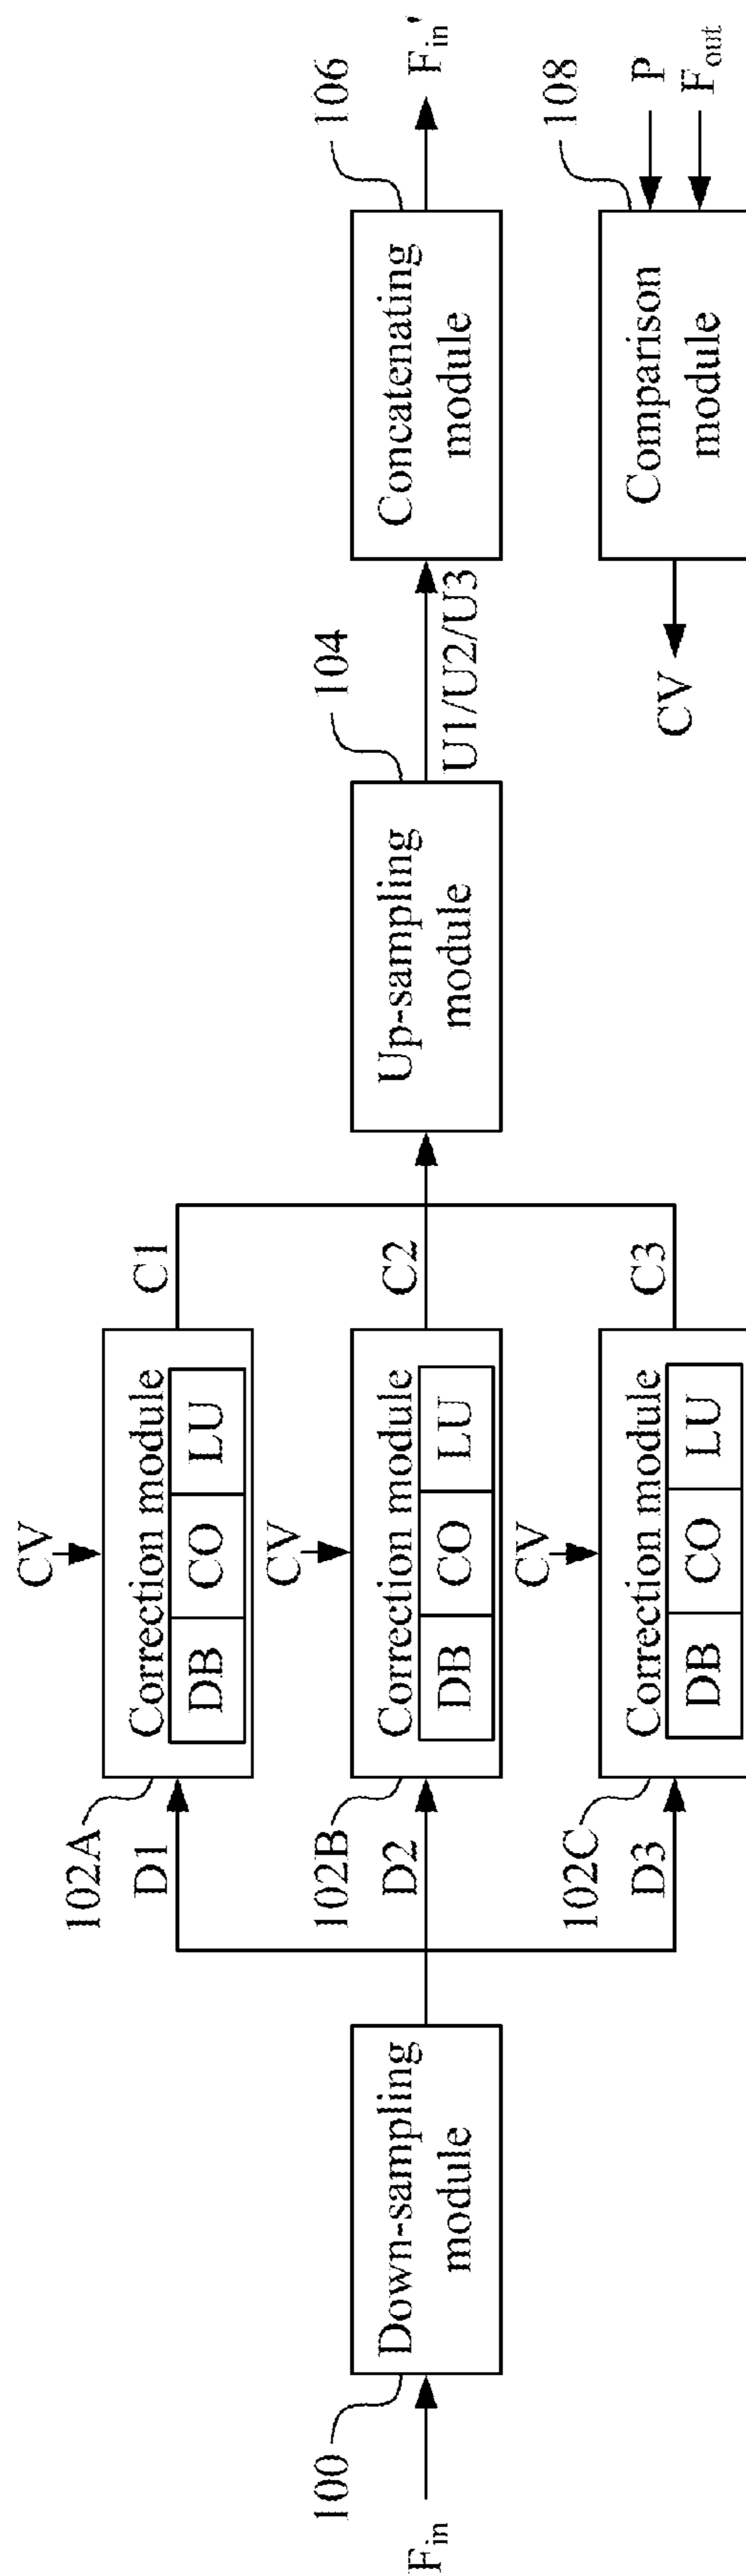 F_in
100
Down-sampling
module
102A
D1
CV
Correction module
DB CO LU
C1
102B
D2
CV
Correction module
DB CO LU
C2
102C
D3
CV
Correction module
DB CO LU
C3
104
Up-sampling
module
U1/U2/U3
106
Concatenating
module
F_in'
108
Comparison
module
P
F_out
CV